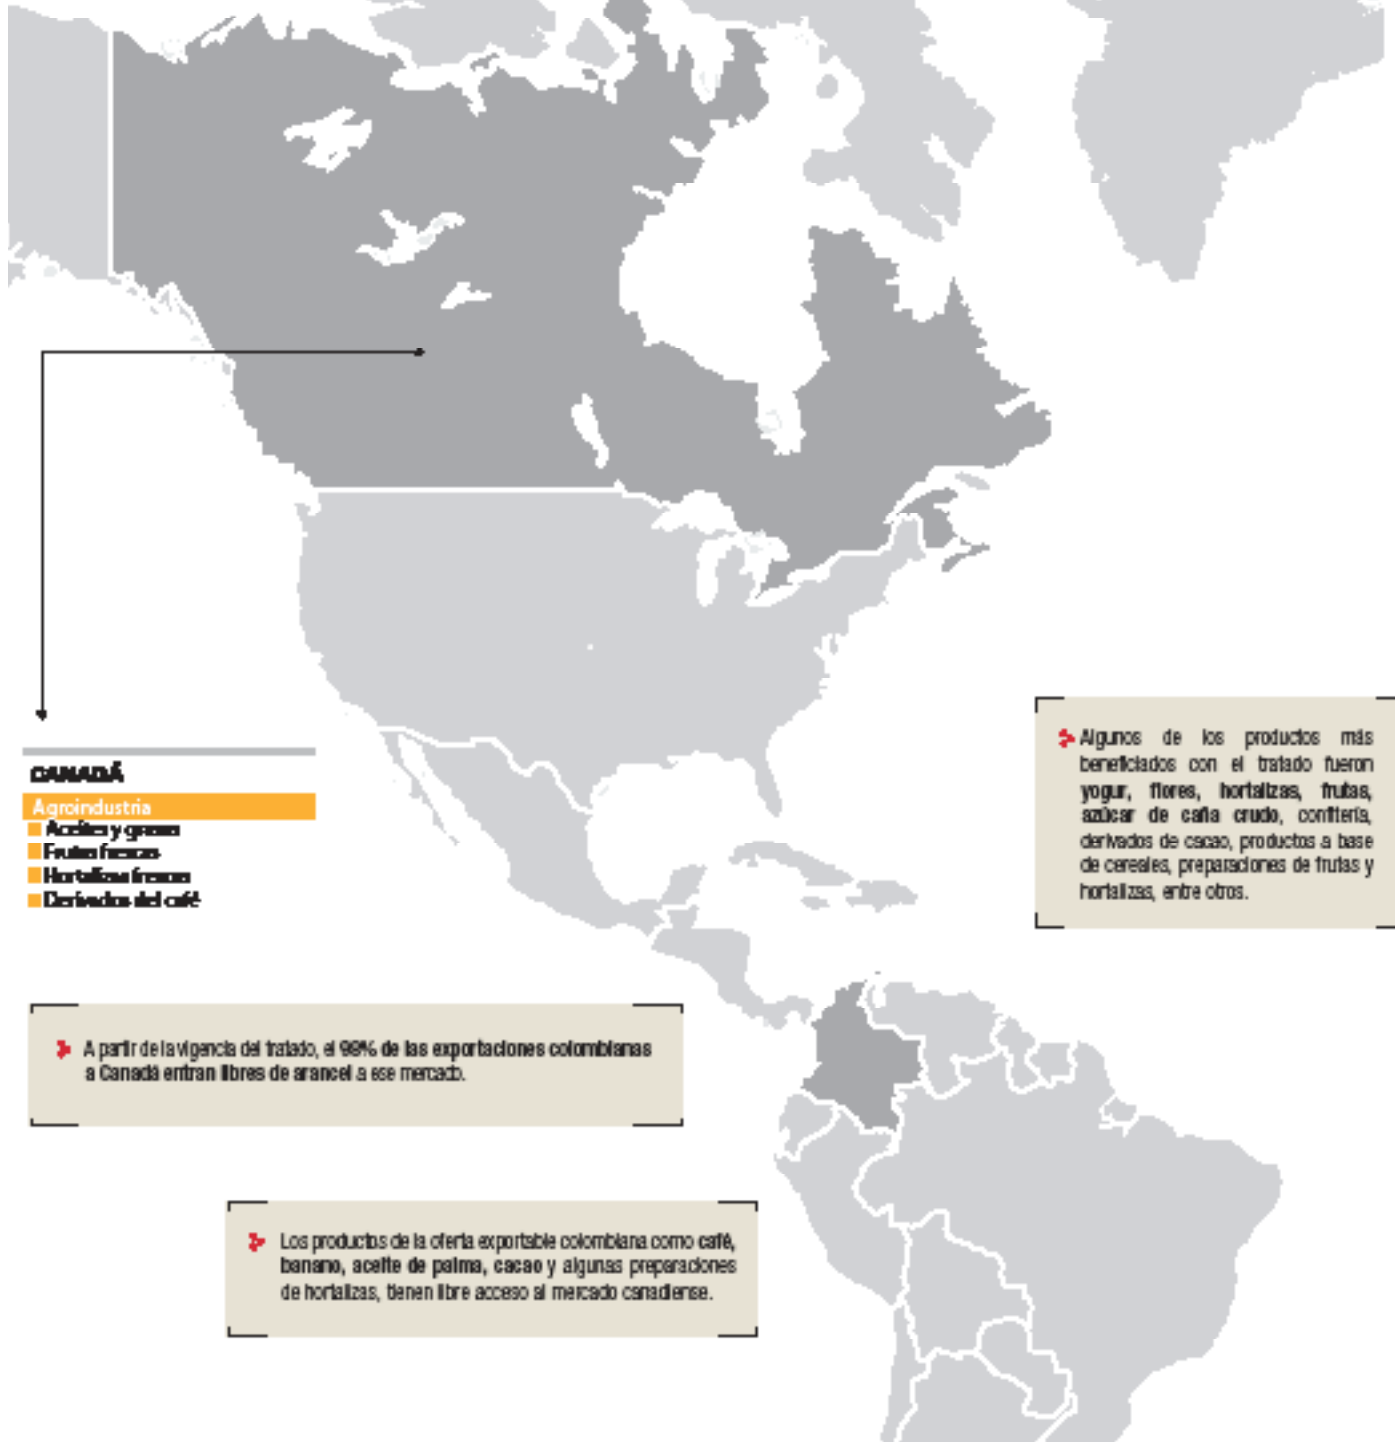 CANADÁ
Agroindustria
Aceites y grasas
Frutas frescas
Hortalizas frescas
Derivados del café
Algunos de los productos más
beneficiados con el tratado fueron
yogur, flores, hortalizas, frutas,
azúcar de caña crudo, confitería,
derivados de cacao, productos a base
de cereales, preparaciones de frutas y
hortalizas, entre otros.
A partir de la vigencia del tratado, el 98% de las exportaciones colombianas
a Canadá entran libres de arancel a ese mercado.
Los productos de la oferta exportable colombiana como café,
banano, aceite de palma, cacao y algunas preparaciones
de hortalizas, tienen libre acceso al mercado canadiense.